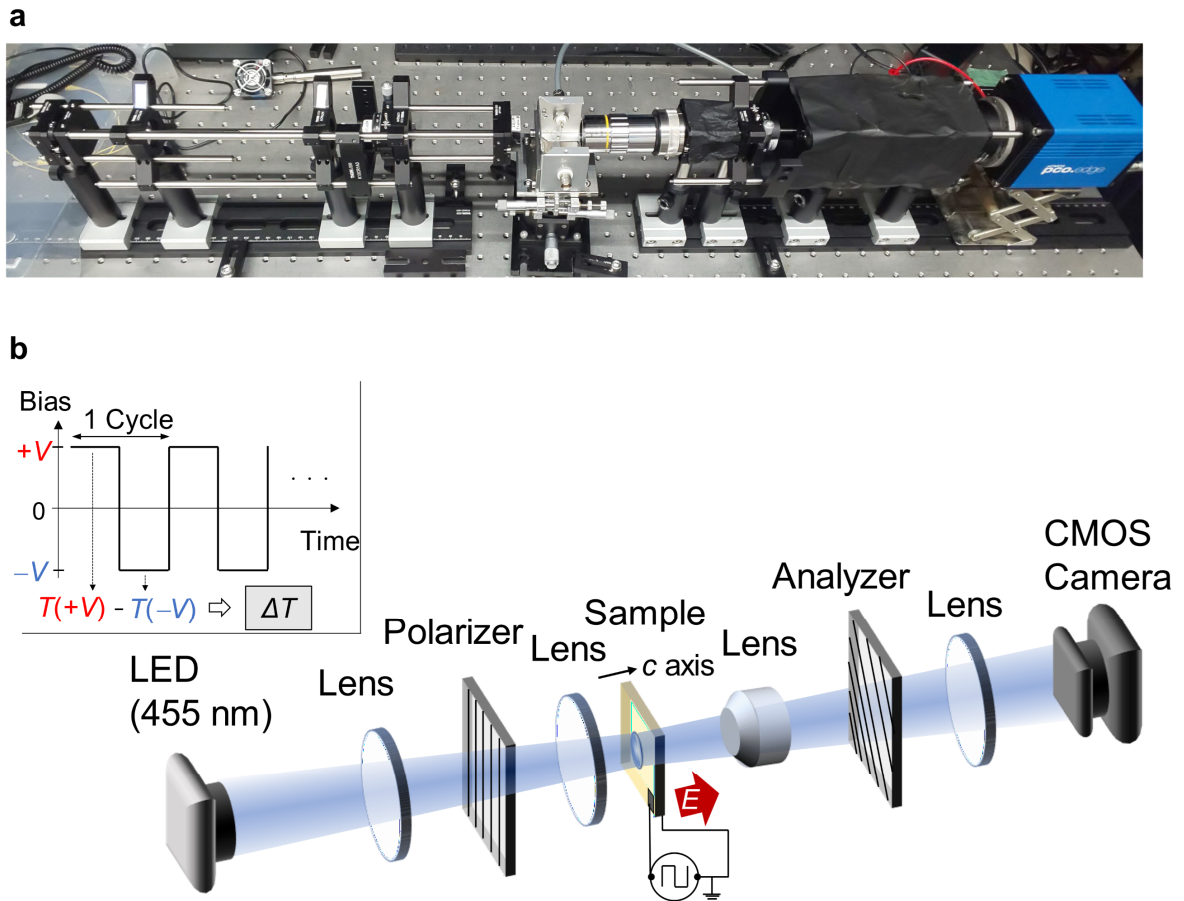 a
pco.edge
b
Bias
1 Cycle
+V
0
−V
. . .
Time
T(+V) - T(−V) ⇨ ΔT
LED
(455 nm)
Lens
Polarizer
Lens
Sample
c axis
Lens
Analyzer
Lens
CMOS
Camera
E